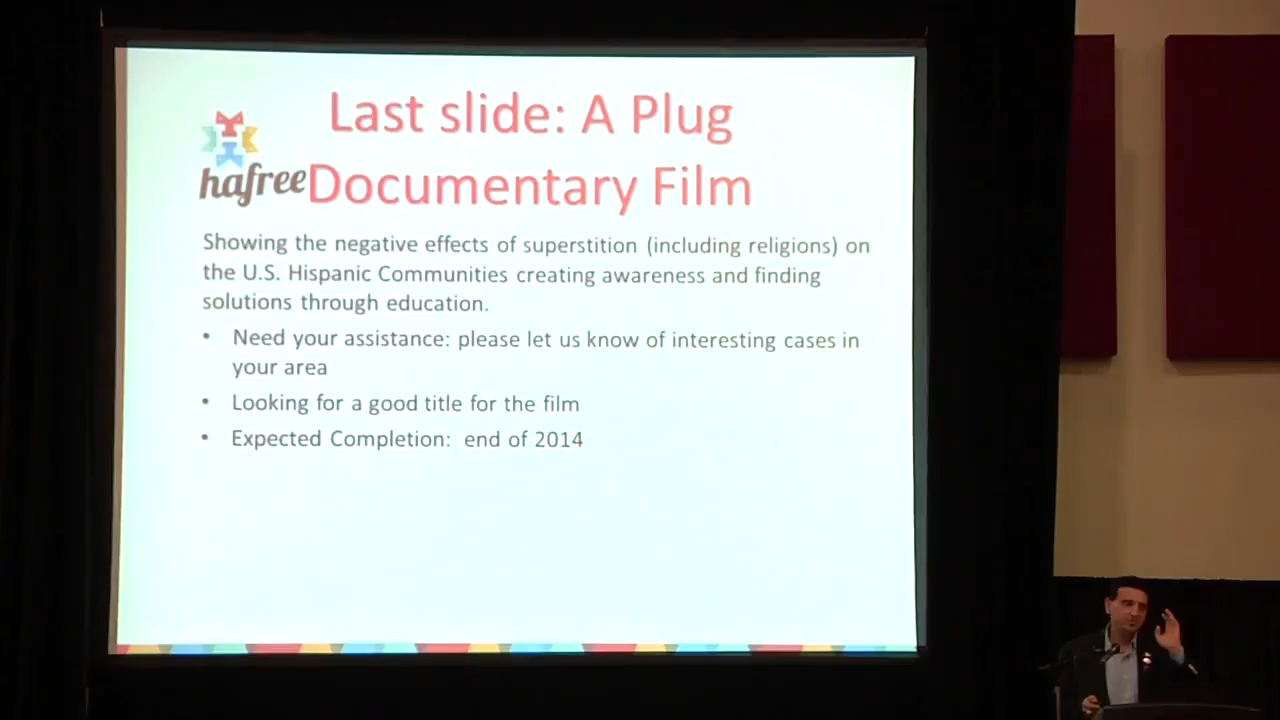 Last slide: A Plug
hafree Documentary Film
Showing the negative effects of superstition (including religions) on
the U.S. Hispanic Communities creating awareness and finding
solutions through education.
• Need your assistance: please let us know of interesting cases in
your area
• Looking for a good title for the film
• Expected Completion: end of 2014